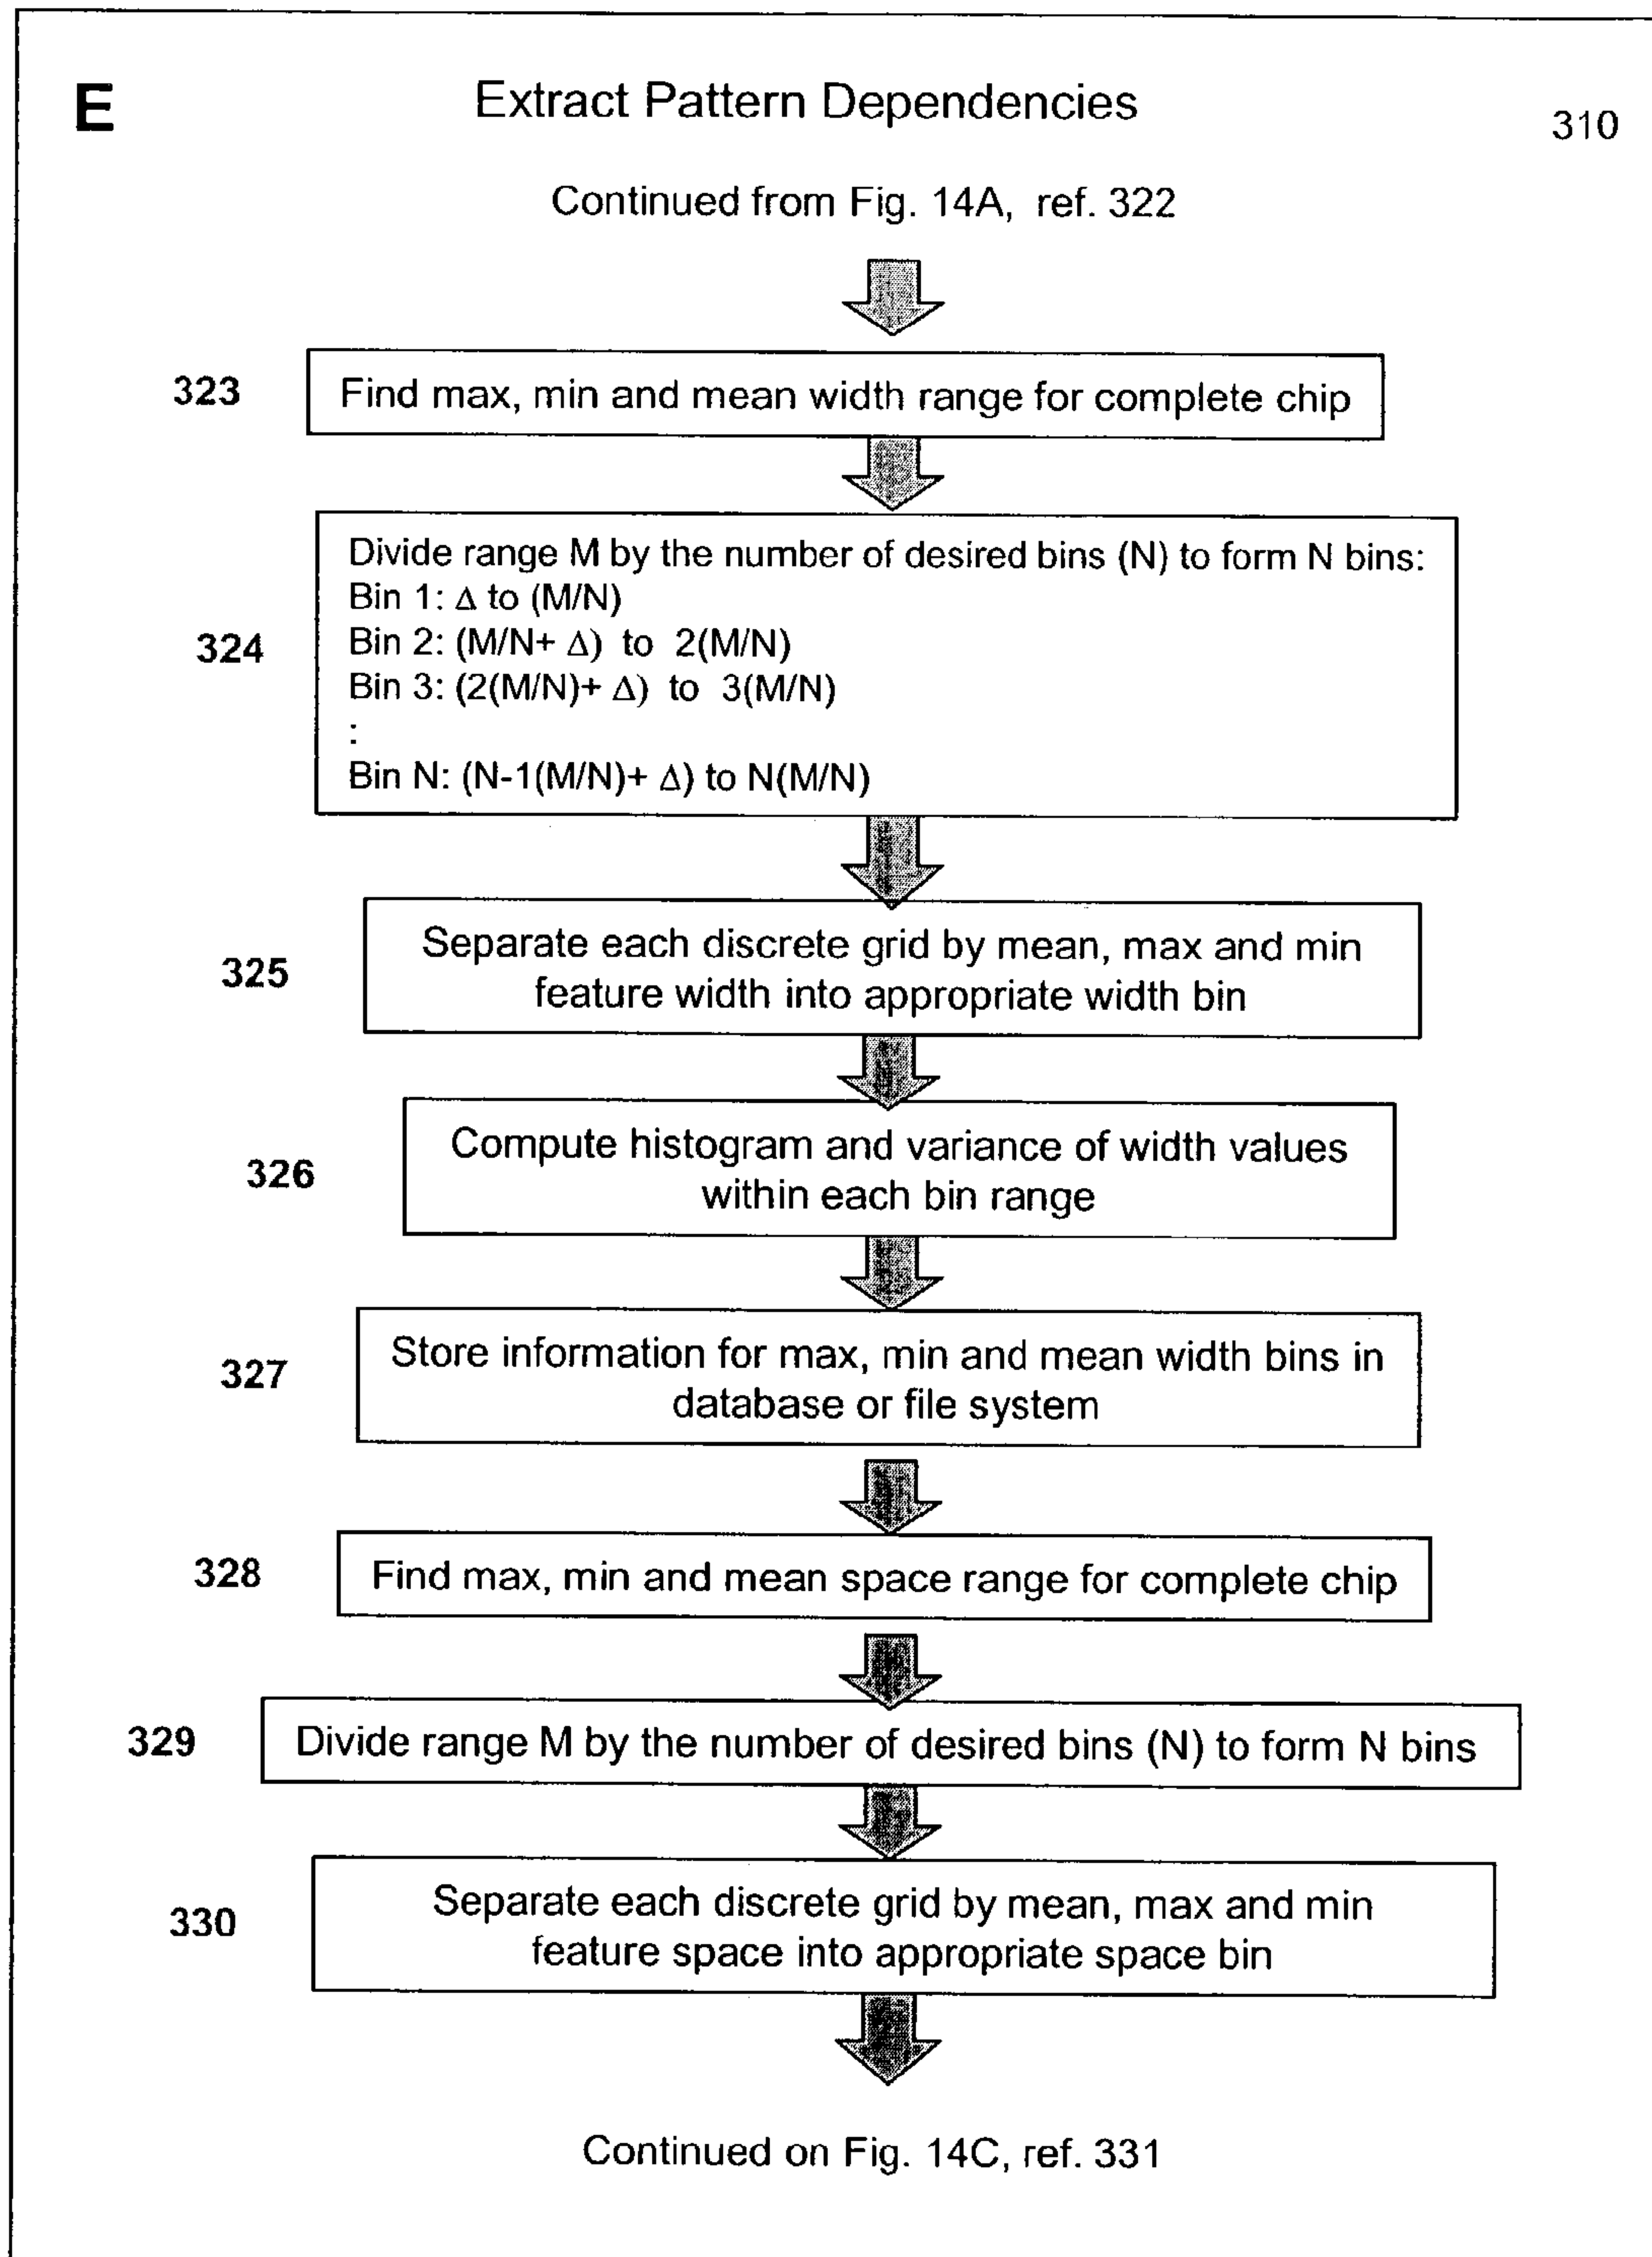 E
Extract Pattern Dependencies
310
Continued from Fig. 14A, ref. 322
323
Find max, min and mean width range for complete chip
324
Divide range M by the number of desired bins (N) to form N bins:
Bin 1: Δ to (M/N)
Bin 2: (M/N+ Δ) to 2(M/N)
Bin 3: (2(M/N)+ Δ) to 3(M/N)
:
Bin N: (N-1(M/N)+ Δ) to N(M/N)
325
Separate each discrete grid by mean, max and min
feature width into appropriate width bin
326
Compute histogram and variance of width values
within each bin range
327
Store information for max, min and mean width bins in
database or file system
328
Find max, min and mean space range for complete chip
329
Divide range M by the number of desired bins (N) to form N bins
330
Separate each discrete grid by mean, max and min
feature space into appropriate space bin
Continued on Fig. 14C, ref. 331